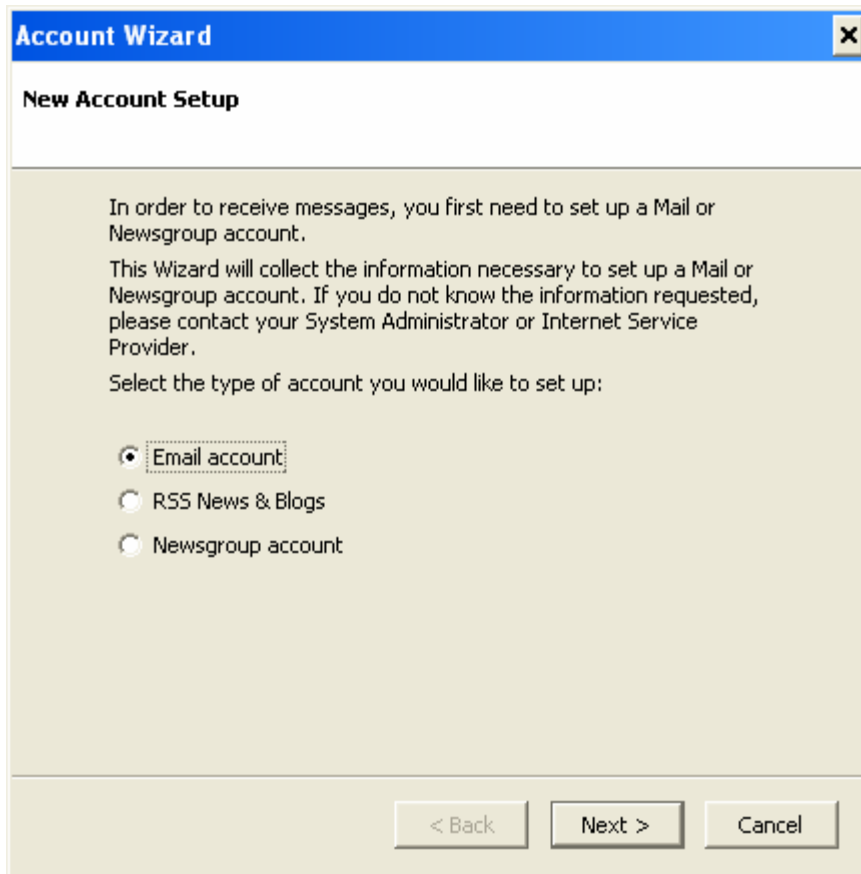 Account Wizard
New Account Setup
In order to receive messages, you first need to set up a Mail or
Newsgroup account.
This Wizard will collect the information necessary to set up a Mail or
Newsgroup account. If you do not know the information requested,
please contact your System Administrator or Internet Service
Provider.
Select the type of account you would like to set up:
Email account
RSS News & Blogs
Newsgroup account
< Back Next > Cancel